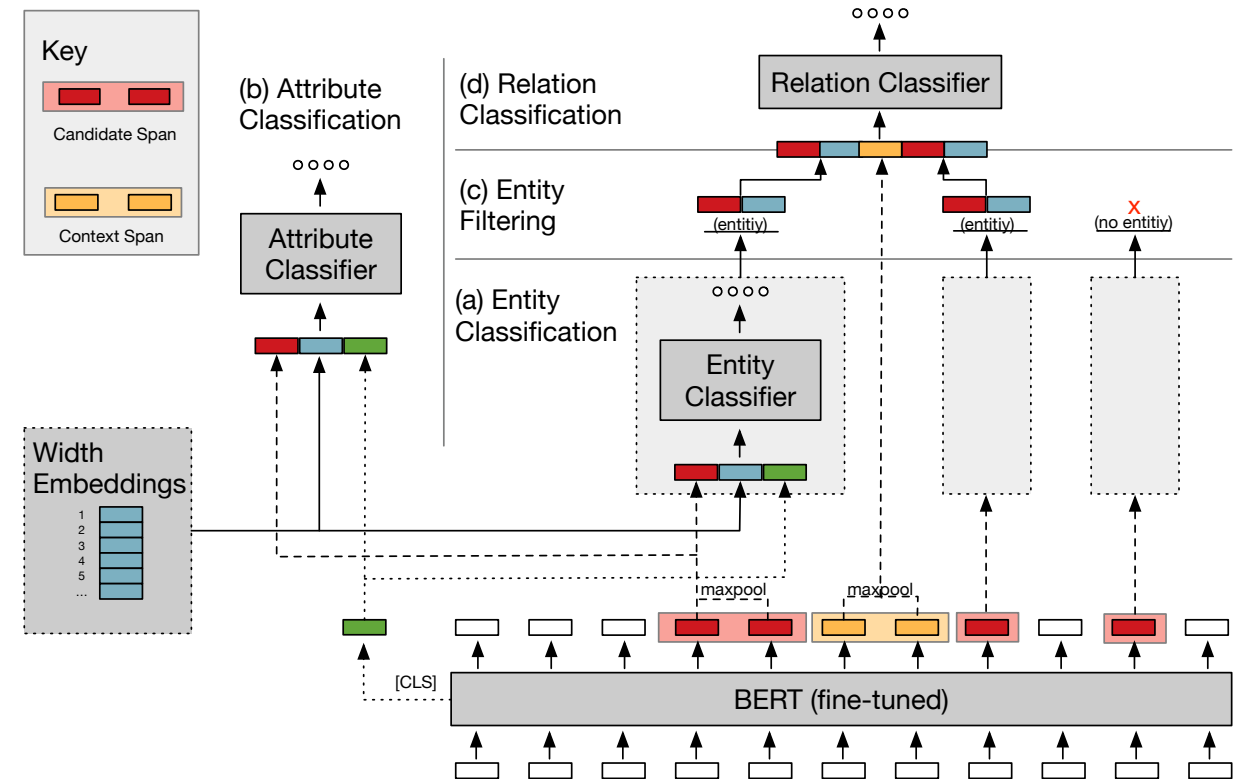 Key
Candidate Span
Context Span
(b) Attribute
Classification
Attribute
Classifier
(d) Relation
Classification
Relation Classifier
(c) Entity
Filtering
(entitiy)
(entitiy)
x
(no entitiy)
(a) Entity
Classification
Entity
Classifier
Width
Embeddings
1
2
3
4
5
...
maxpool
maxpool
[CLS]
BERT (fine-tuned)